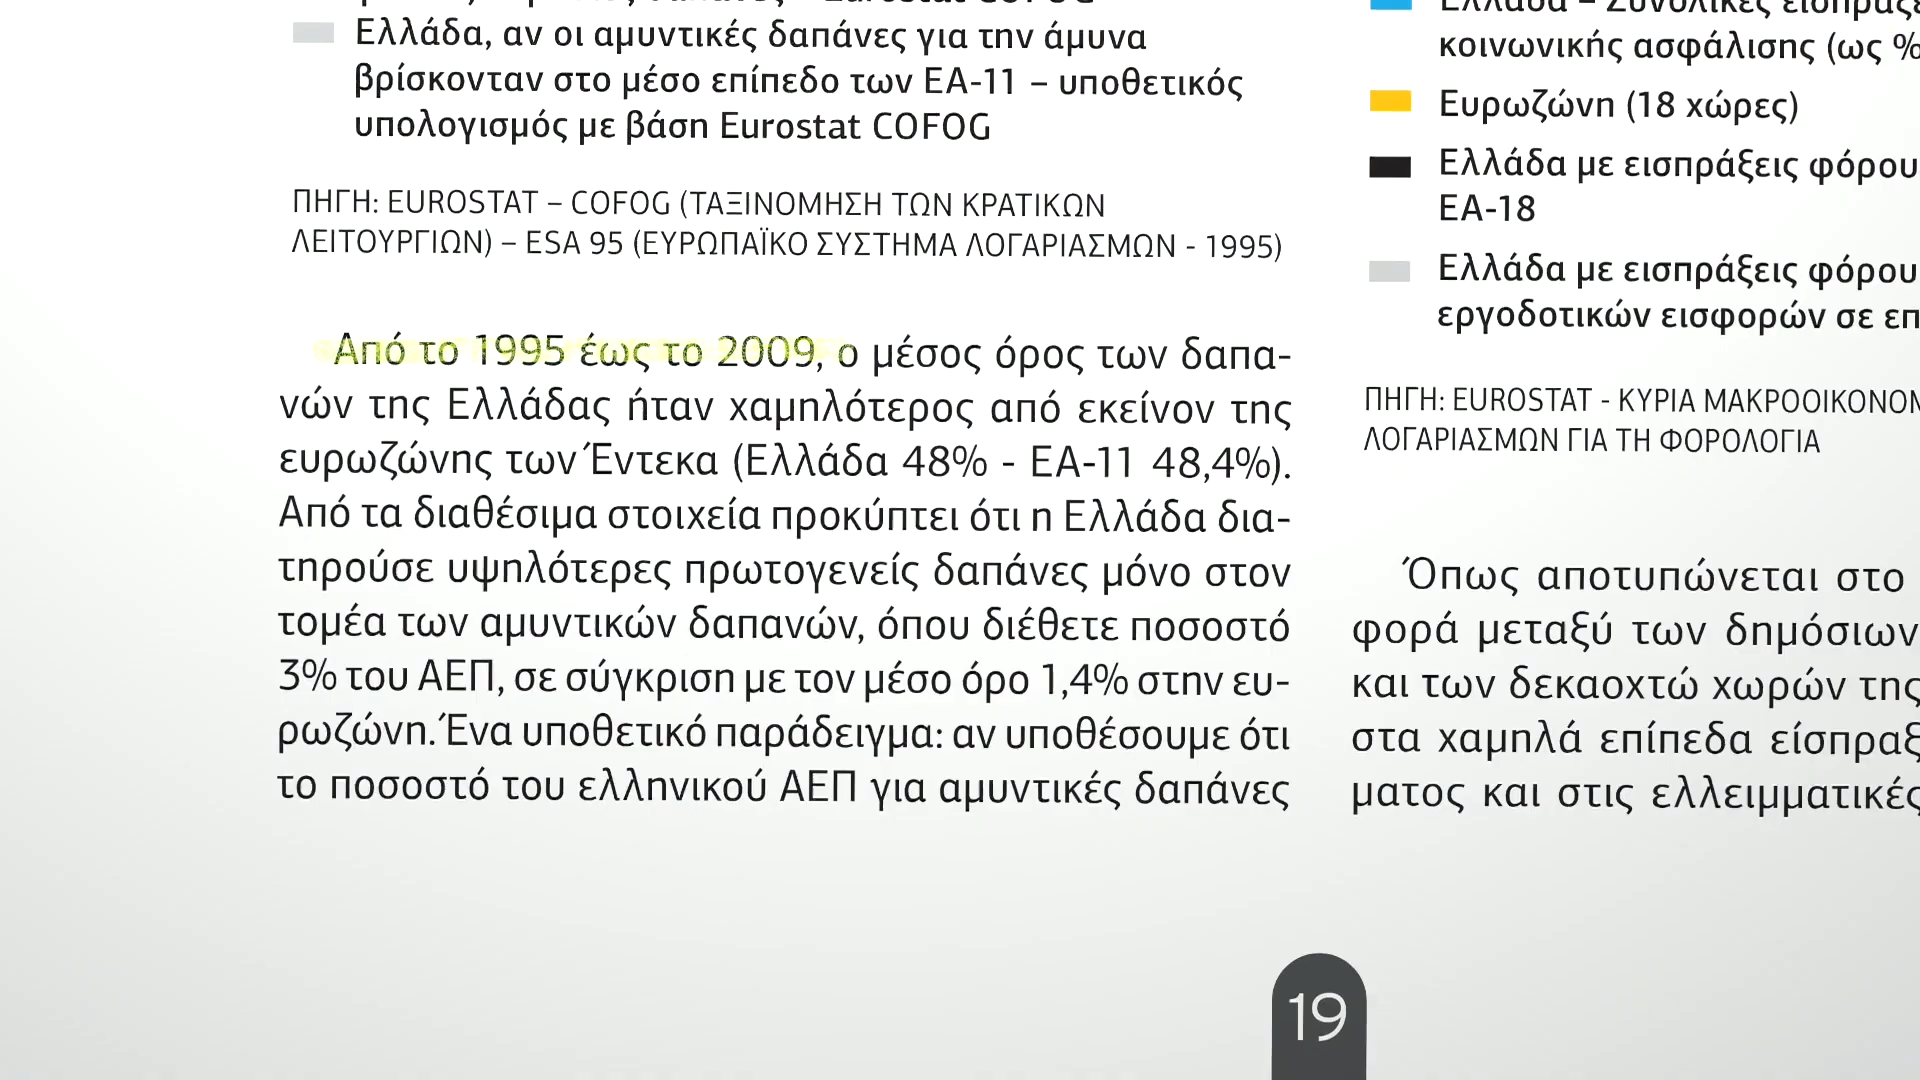 Ελλάδα, αν οι αμυντικές δαπάνες για την άμυνα
βρίσκονταν στο μέσο επίπεδο των ΕΑ-11 – υποθετικός
υπολογισμός με βάση Eurostat COFOG
ΠΗΓΗ: EUROSTAT – COFOG (ΤΑΞΙΝΟΜΗΣΗ ΤΩΝ ΚΡΑΤΙΚΩΝ
ΛΕΙΤΟΥΡΓΙΩΝ) – ESA 95 (ΕΥΡΩΠΑΪΚΟ ΣΥΣΤΗΜΑ ΛΟΓΑΡΙΑΣΜΩΝ - 1995)
Από το 1995 έως το 2009, ο μέσος όρος των δαπα-
νών της Ελλάδας ήταν χαμηλότερος από εκείνον της
ευρωζώνης των Έντεκα (Ελλάδα 48% - ΕΑ-11 48,4%).
Από τα διαθέσιμα στοιχεία προκύπτει ότι η Ελλάδα δια-
τηρούσε υψηλότερες πρωτογενείς δαπάνες μόνο στον
τομέα των αμυντικών δαπανών, όπου διέθετε ποσοστό
3% του ΑΕΠ, σε σύγκριση με τον μέσο όρο 1,4% στην ευ-
ρωζώνη. Ένα υποθετικό παράδειγμα: αν υποθέσουμε ότι
το ποσοστό του ελληνικού ΑΕΠ για αμυντικές δαπάνες
Ελλάδα – Συνολικές
κοινωνικής ασφάλισης (ως %
Ευρωζώνη (18 χώρες)
Ελλάδα με εισπράξεις φόρου
ΕΑ-18
Ελλάδα με εισπράξεις φόρου
εργοδοτικών εισφορών σε επ
ΠΗΓΗ: EUROSTAT - ΚΥΡΙΑ ΜΑΚΡΟΟΙΚΟΝΟΜ
ΛΟΓΑΡΙΑΣΜΩΝ ΓΙΑ ΤΗ ΦΟΡΟΛΟΓΙΑ
Όπως αποτυπώνεται στο
φορά μεταξύ των δημόσιων
και των δεκαοχτώ χωρών της
στα χαμηλά επίπεδα είσπραξ
ματος και στις ελλειμματικές
19